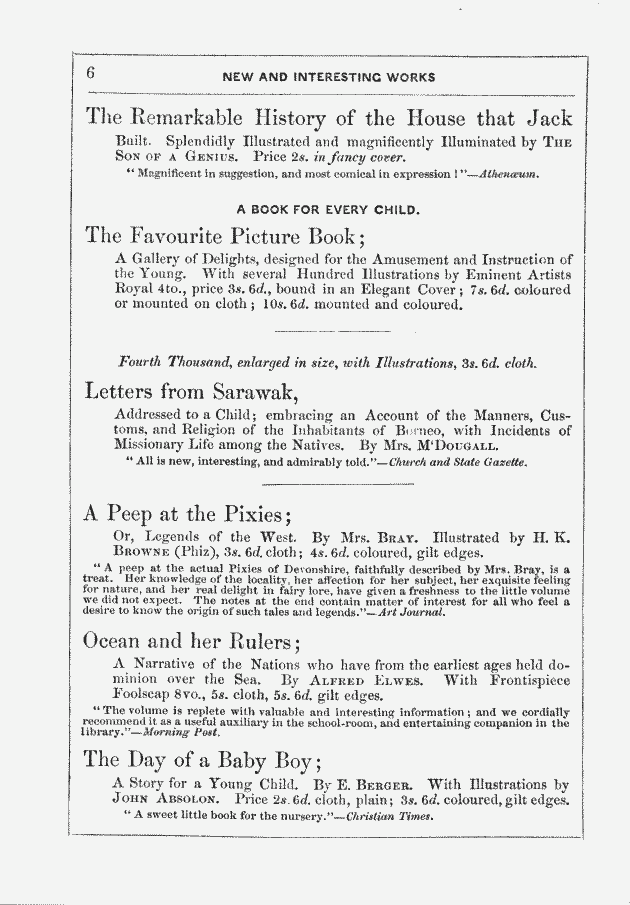 6
NEW AND INTERESTING WORKS
The Remarkable History of the House that Jack
Built. Splendidly Illustrated and magnificently Illuminated by THE
SON OF A GENIUS. Price 2s. in fancy cover.
"Magnificent in suggestion, and most comical in expression!"—Athenæum.
A BOOK FOR EVERY CHILD.
The Favourite Picture Book;
A Gallery of Delights, designed for the Amusement and Instruction of
the Young. With several Hundred Illustrations by Eminent Artists
Royal 4to., price 3s. 6d., bound in an Elegant Cover; 7s. 6d. coloured
or mounted on cloth; 10s. 6d. mounted and coloured.
Fourth Thousand, enlarged in size, with Illustrations, 3s. 6d. cloth.
Letters from Sarawak,
Addressed to a Child; embracing an Account of the Manners, Cus-
toms, and Religion of the Inhabitants of Borneo, with Incidents of
Missionary Life among the Natives. By Mrs. M'DOUGALL.
"All is new, interesting, and admirably told."—Church and State Gazette.
A Peep at the Pixies;
Or, Legends of the West. By Mrs. BRAY. Illustrated by H. K.
BROWNE (Phiz), 3s. 6d. cloth; 4s. 6d. coloured, gilt edges.
"A peep at the actual Pixies of Devonshire, faithfully described by Mrs. Bray, is a
treat. Her knowledge of the locality, her affection for her subject, her exquisite feeling
for nature, and her real delight in fairy lore, have given a freshness to the little volume
we did not expect. The notes at the end contain matter of interest for all who feel a
desire to know the origin of such tales and legends."—Art Journal.
Ocean and her Rulers;
A Narrative of the Nations who have from the earliest ages held do-
minion over the Sea. By ALFRED ELWES. With Frontispiece
Foolscap 8vo., 5s. cloth, 5s. 6d. gilt edges.
"The volume is replete with valuable and interesting information; and we cordially
recommend it as a useful auxiliary in the school-room, and entertaining companion in the
library."—Morning Post.
The Day of a Baby Boy;
A Story for a Young Child. By E. BERGER. With Illustrations by
JOHN ABSOLON. Price 2s. 6d. cloth, plain; 3s. 6d. coloured, gilt edges.
"A sweet little book for the nursery."—Christian Times.